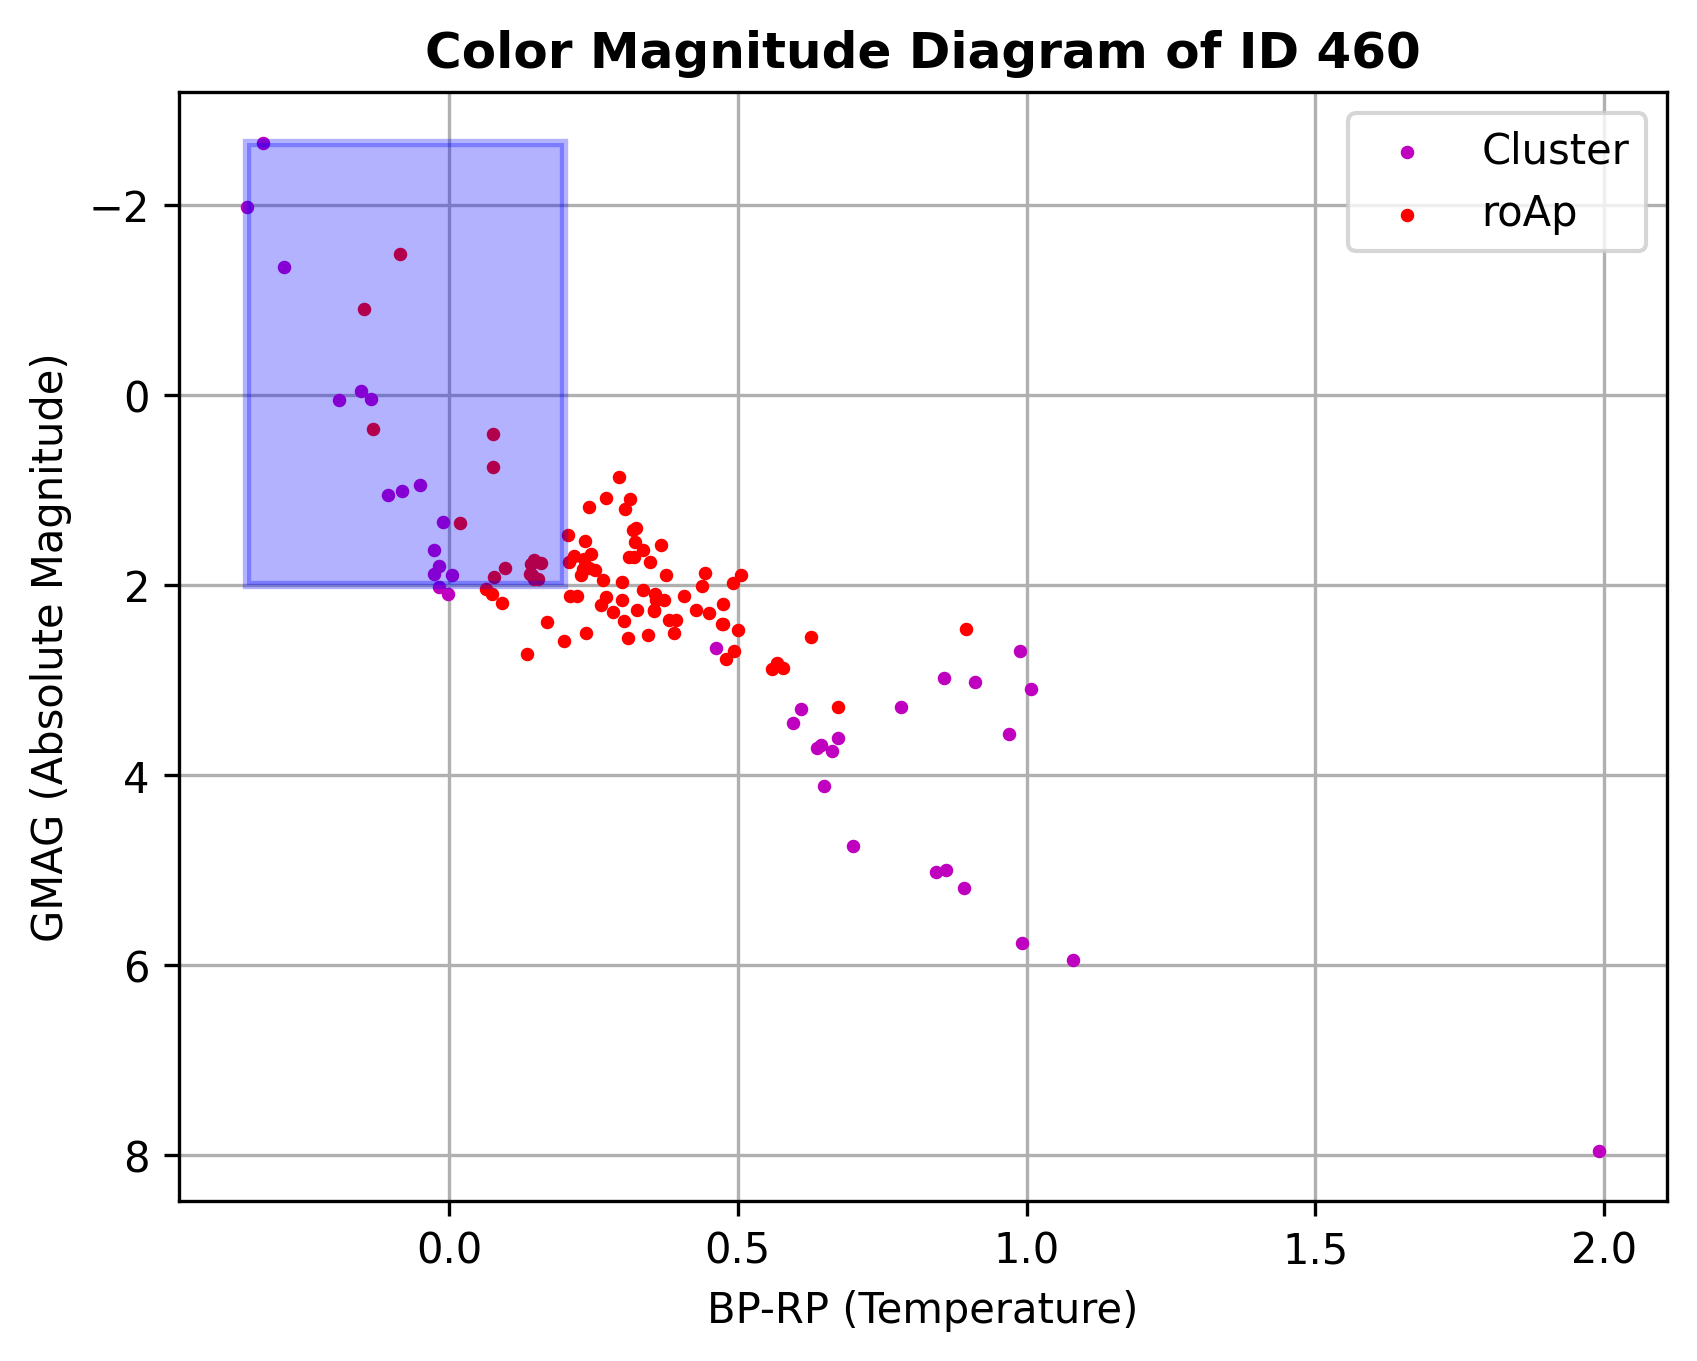 Color Magnitude Diagram of ID 460
Cluster
roAp
GMAG (Absolute Magnitude)
−2
0
2
4
6
8
0.0 0.5 1.0 1.5 2.0
BP-RP (Temperature)